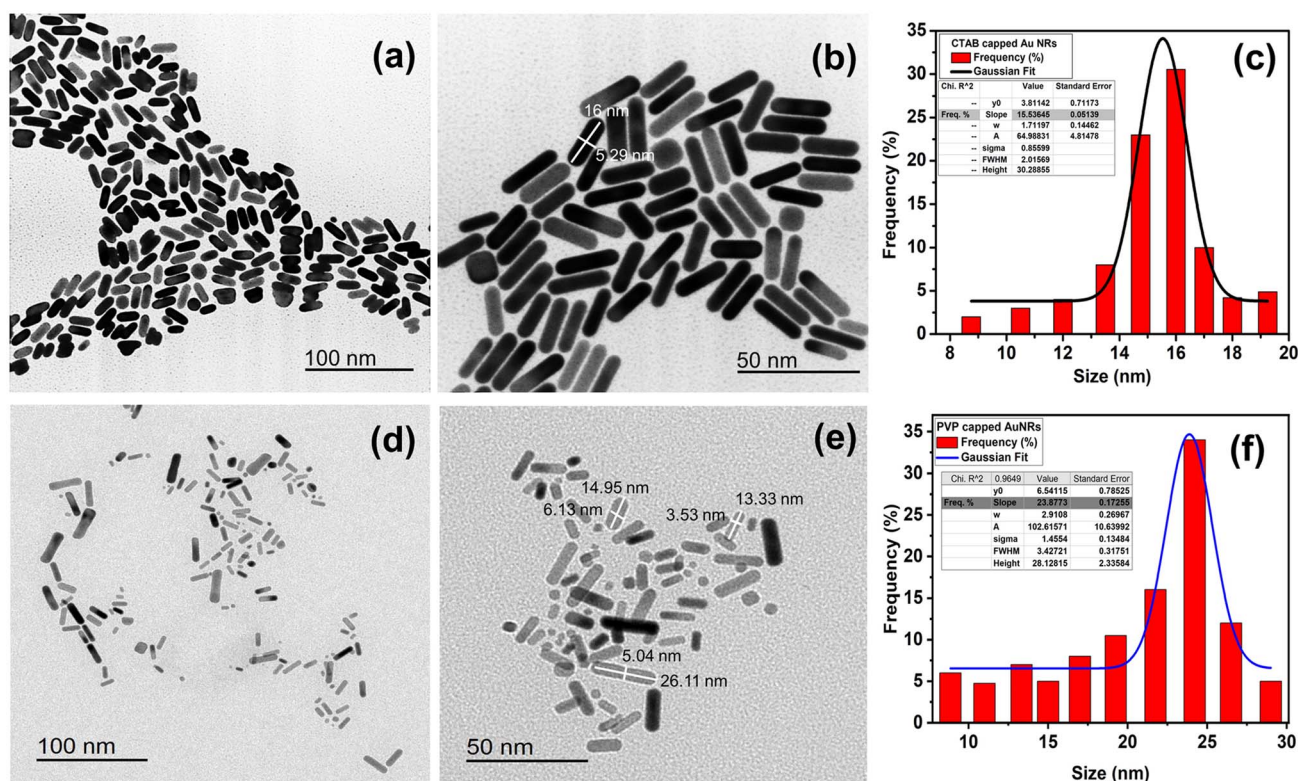 (a)
100 nm
(b)
16 nm
5.29 nm
50 nm
(c)
CTAB capped Au NRs
Frequency (%)
Gaussian Fit
Chi. R^2 Value Standard Error
-- y0 3.81142 0.71173
Freq. % Slope 15.53645 0.05139
-- w 1.71197 0.14462
-- A 64.98831 4.81478
-- sigma 0.85599
-- FWHM 2.01569
-- Height 30.28855
Frequency (%)
35
30
25
20
15
10
5
0
8 10 12 14 16 18 20
Size (nm)
(d)
100 nm
(e)
14.95 nm
6.13 nm
13.33 nm
3.53 nm
5.04 nm
26.11 nm
50 nm
(f)
PVP capped AuNRs
Frequency (%)
Gaussian Fit
Chi. R^2 0.9649 Value Standard Error
y0 6.54115 0.78525
Freq. % Slope 23.8773 0.17255
w 2.9108 0.26967
A 102.61571 10.63992
sigma 1.4554 0.13484
FWHM 3.42721 0.31751
Height 28.12815 2.33584
Frequency (%)
35
30
25
20
15
10
5
0
10 15 20 25 30
Size (nm)